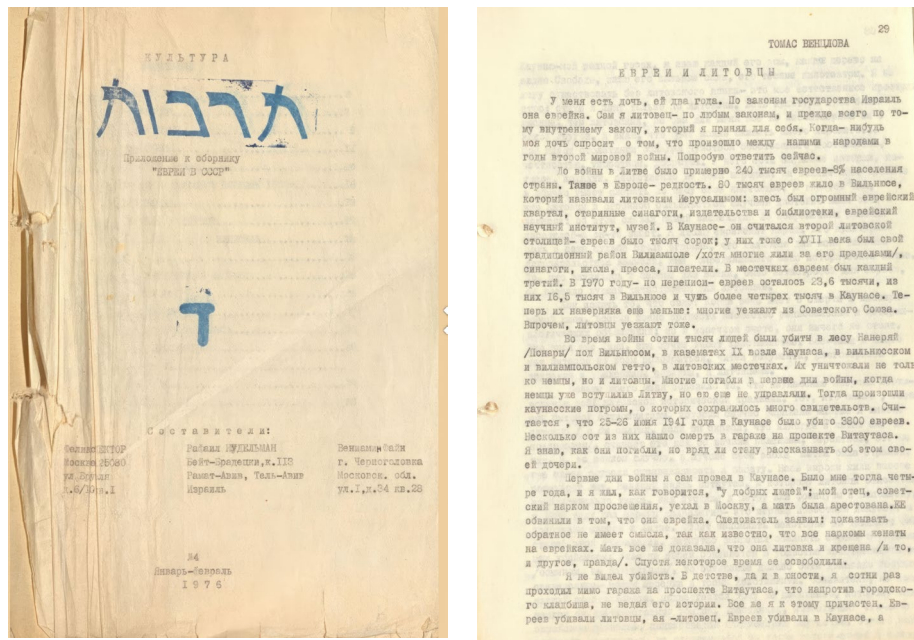 КУЛЬТУРА
תרבות
Приложение к сборнику
"ЕВРЕИ В СССР"
ד
Составители:
Феликс ДЕКТОР
Москва
ул.
д.6/30 кв.1
Рафаил НУДЕЛЬМАН
Бейт-Бродецки, к.113
Рамат-Авив, Тель-Авив
Израиль
Вениамин Файн
г. Черноголовка
Московск. обл.
ул.1, д.34 кв.28
№4
Январь-Февраль
1976
29
ТОМАС ВЕНЦЛОВА
ЕВРЕИ И ЛИТОВЦЫ
У меня есть дочь, ей два года. По законам государства Израиль
она еврейка. Сам я литовец- по любым законам, и прежде всего по то-
му внутреннему закону, который я принял для себя. Когда- нибудь
моя дочь спросит о том, что произошло между нашими народами в
годы второй мировой войны. Попробую ответить сейчас.
До войны в Литве было примерно 240 тысяч евреев-8% населения
страны. Такое в Европе- редкость. 80 тысяч евреев жило в Вильнюсе,
который называли литовским Иерусалимом: здесь был огромный еврейский
квартал, старинные синагоги, издательства и библиотеки, еврейский
научный институт, музей. В Каунасе- он считался второй литовской
столицей- евреев было тысяч сорок; у них тоже с XVII века был свой
традиционный район Вилиямполе /хотя многие жили за его пределами/,
синагоги, школа, пресса, писатели. В местечках евреем был каждый
третий. В 1970 году- по переписи- евреев осталось 23,6 тысячи, из
них 16,5 тысяч в Вильнюсе и чуть более четырех тысяч в Каунасе. Те-
перь их наверняка еще меньше: многие уезжают из Советского Союза.
Впрочем, литовцы уезжают тоже.
Во время войны сотни тысяч людей были убиты в лесу Панеряй
/Понары/ под Вильнюсом, в казематах IX возле Каунаса, и вильнюсском
и вилиямпольском гетто, в литовских местечках. Их уничтожали не толь
ко немцы, но и литовцы. Многие погибли в первые дни войны, когда
немцы уже вступили в Литву, но ею еще не управляли. Тогда произошли
каунасские погромы, о которых сохранилось много свидетельств. Счи-
тается , что 25-26 июня 1941 года в Каунасе было убито 3800 евреев.
Несколько сот из них нашло смерть в гараже на проспекте Витаутаса.
Я знаю, как они погибли, но вряд ли стану рассказывать об этом сво-
ей дочери.
Первые дни войны я сам провел в Каунасе. Было мне тогда четы-
ре года, и я жил, как говорится, "у добрых людей"; мой отец, совет-
ский нарком просвещения, уехал в Москву, а мать была арестована.ЕЕ
обвинили в том, что она еврейка. Следователь заявил: доказывать
обратное не имеет смысла, так как известно, что все наркомы женаты
на еврейках. Мать все же доказала, что она литовка и крещена /и то,
и другое, правда/. Спустя некоторое время ее освободили.
Я не видел убийств. В детстве, да и в юности, я сотни раз
проходил мимо гаража на проспекте Витаутаса, что напротив городско-
го кладбища, не ведая его истории. Все же я к этому причастен. Ев-
реев убивали литовцы, ая -литовец. Евреев убивали в Каунасе, а